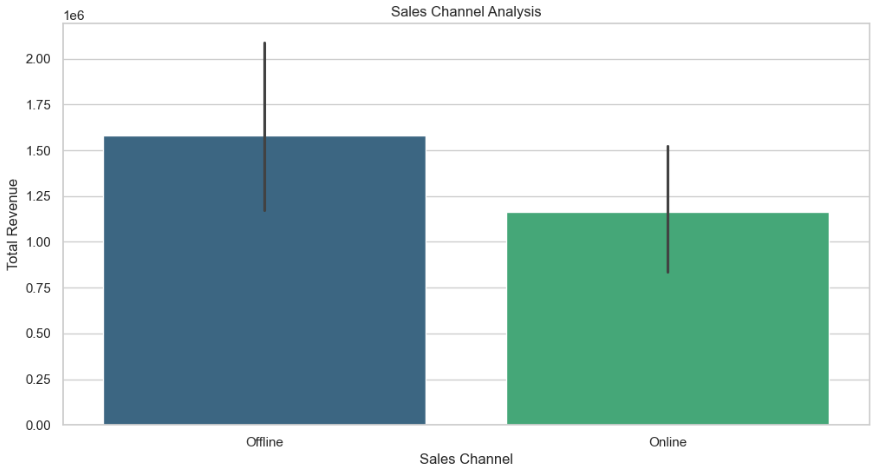 Sales Channel Analysis
1e6
2.00
1.75
1.50
1.25
1.00
0.75
0.50
0.25
0.00
Total Revenue
Offline
Online
Sales Channel